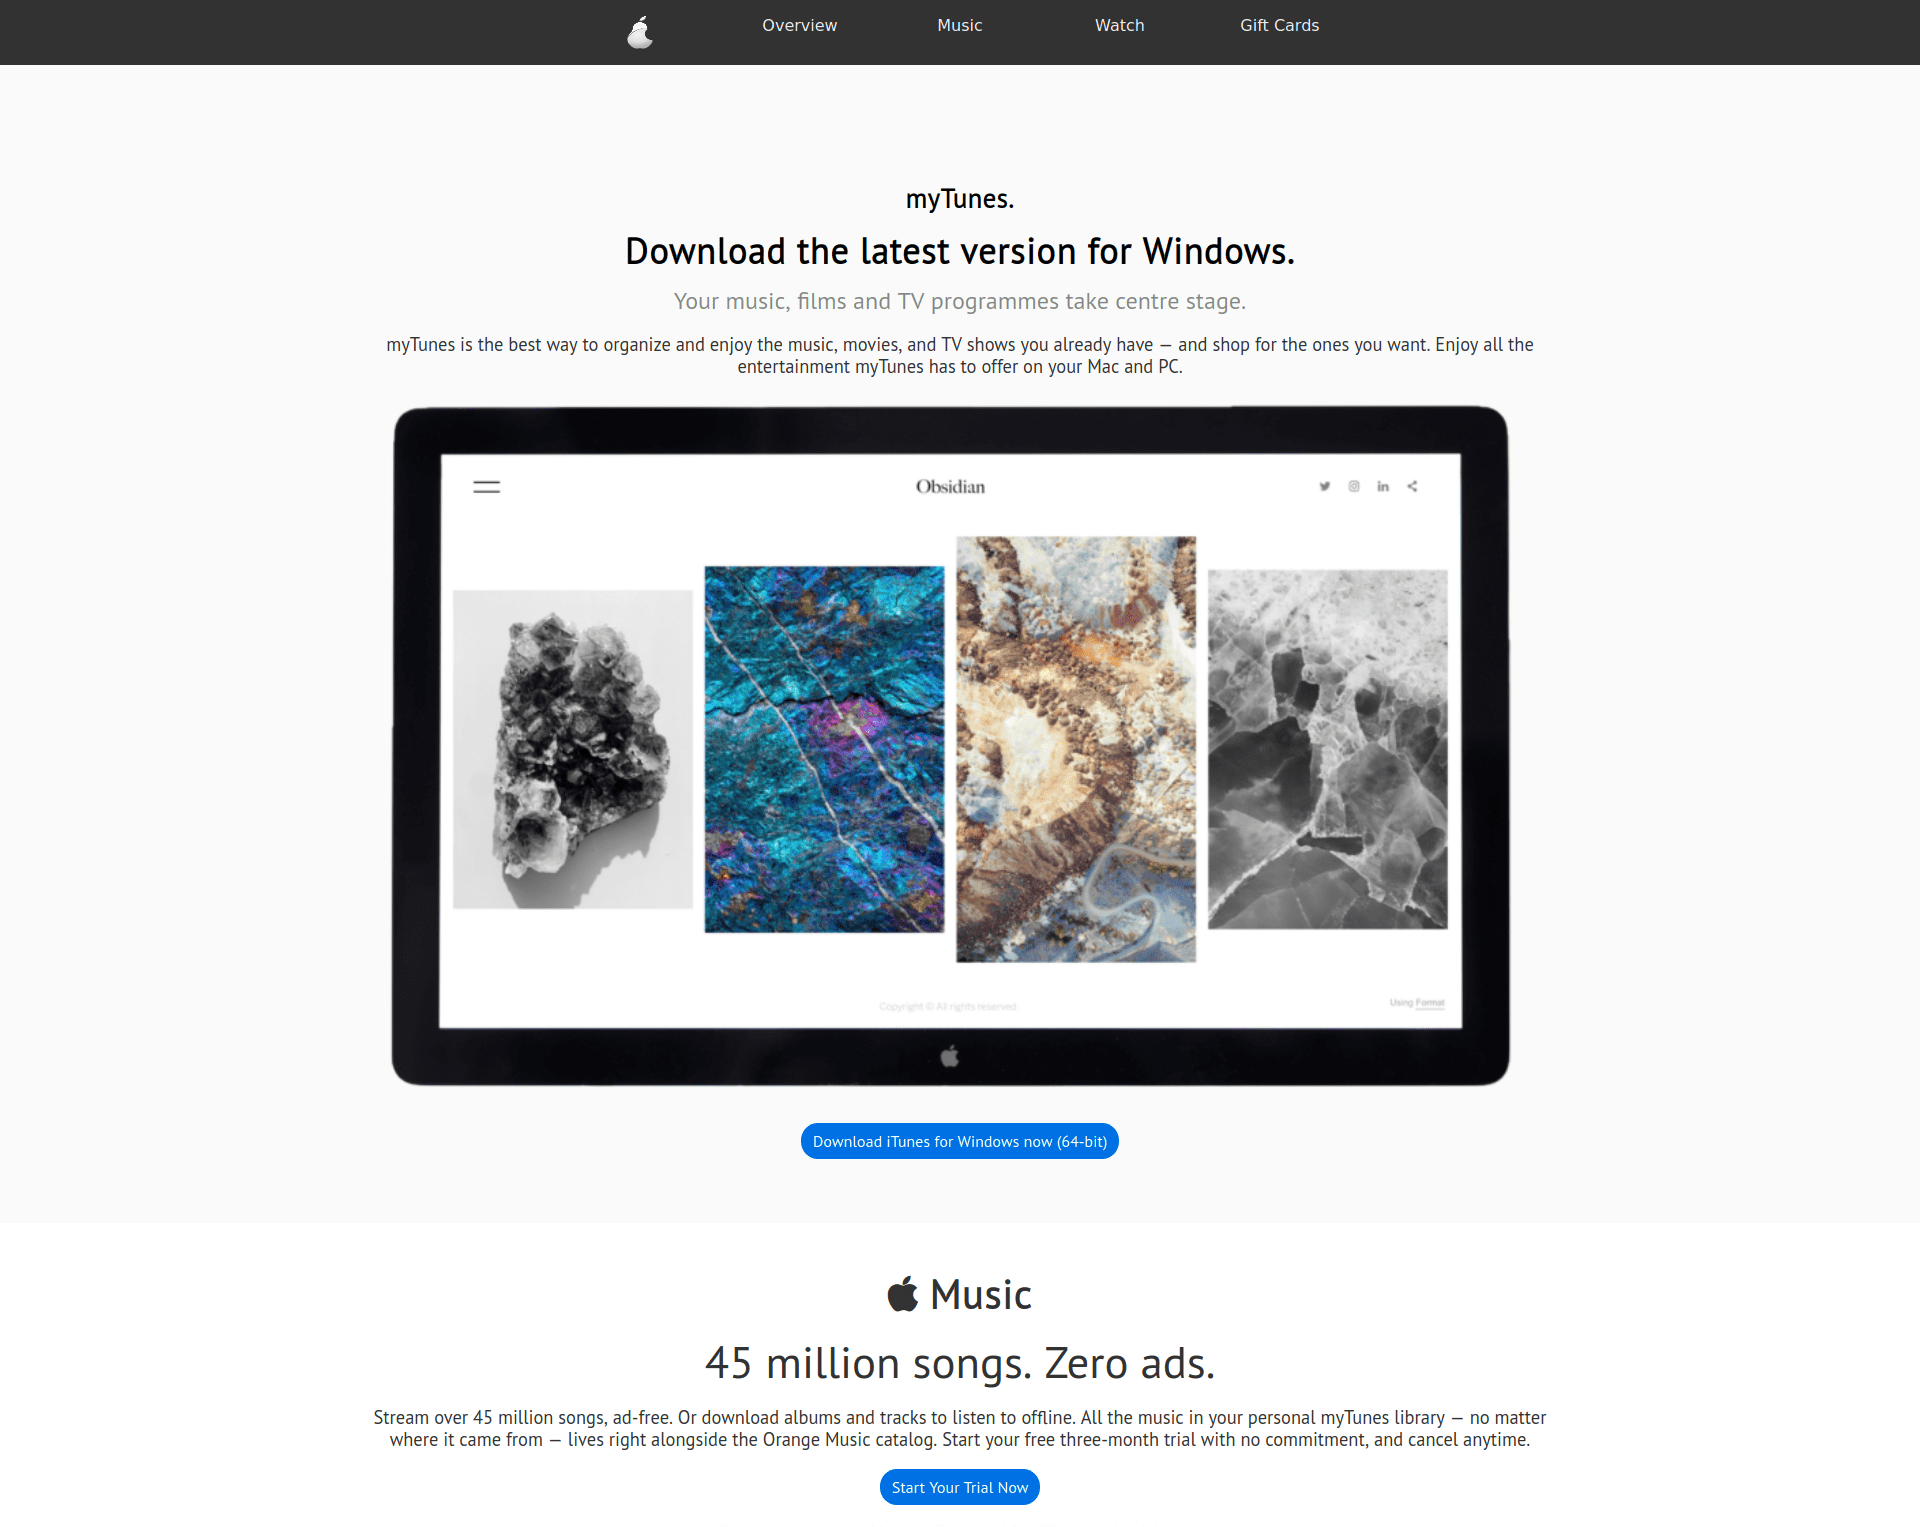 Overview
Music
Watch
Gift Cards
myTunes.
Download the latest version for Windows.
Your music, films and TV programmes take centre stage.
myTunes is the best way to organize and enjoy the music, movies, and TV shows you already have — and shop for the ones you want. Enjoy all the
entertainment myTunes has to offer on your Mac and PC.
Obsidian
Copyright © All rights reserved.
Using Format
Download iTunes for Windows now (64-bit)
Music
45 million songs. Zero ads.
Stream over 45 million songs, ad-free. Or download albums and tracks to listen to offline. All the music in your personal myTunes library — no matter
where it came from — lives right alongside the Orange Music catalog. Start your free three-month trial with no commitment, and cancel anytime.
Start Your Trial Now